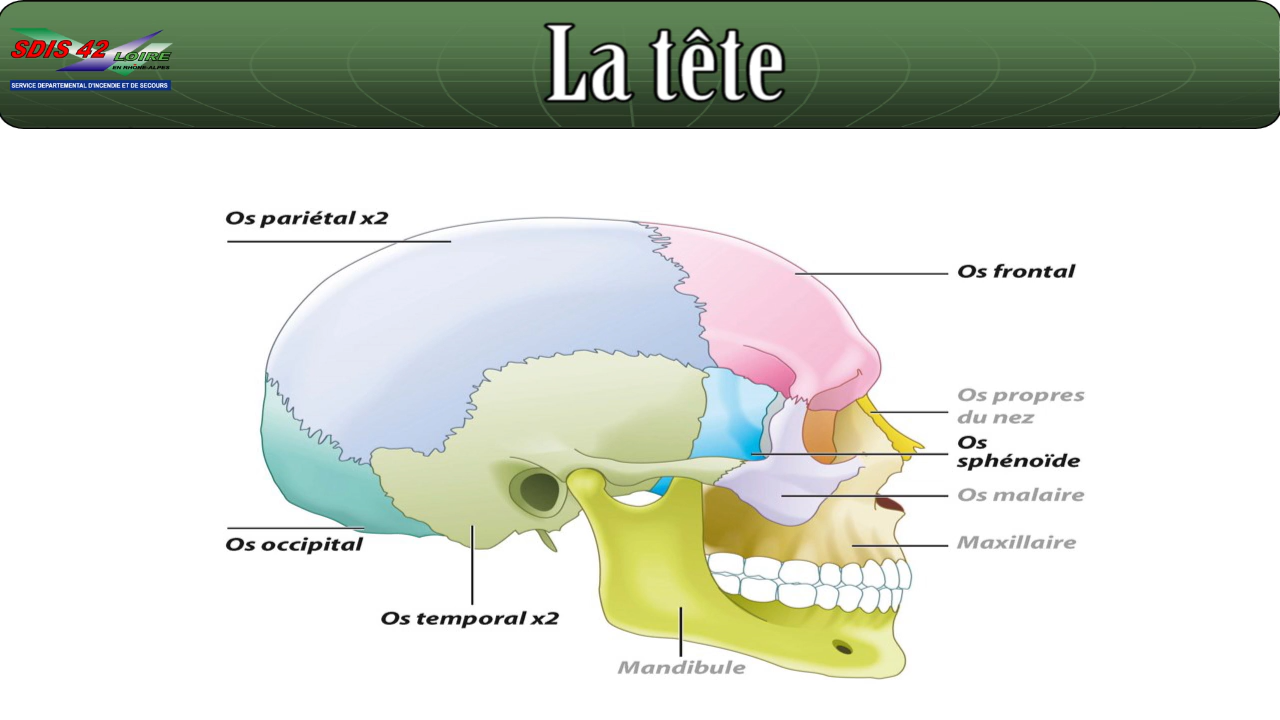 SDIS 42
LOIRE
EN RHÔNE-ALPES
SERVICE DEPARTEMENTAL D'INCENDIE ET DE SECOURS
La tête
Os pariétal x2
Os frontal
Os propres
du nez
Os
sphénoïde
Os malaire
Maxillaire
Os occipital
Os temporal x2
Mandibule